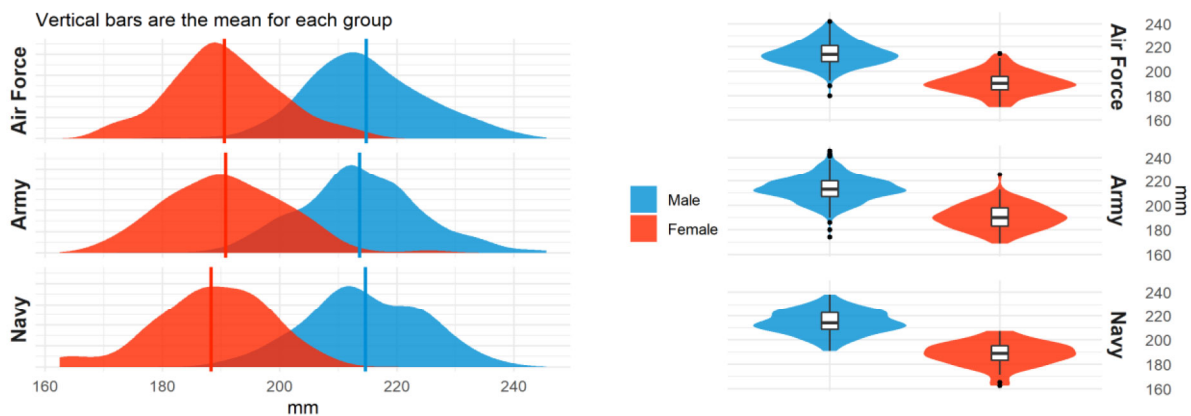 Vertical bars are the mean for each group
Air Force
Army
Navy
160 180 200 220 240
mm
Male
Female
Air Force
240
220
200
180
160
Army
240
220
200
180
160
mm
Navy
240
220
200
180
160